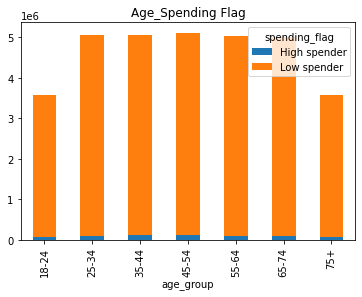 Age_Spending Flag
1e6
spending_flag
High spender
Low spender
5
4
3
2
1
0
18-24
25-34
35-44
45-54
55-64
65-74
75+
age_group